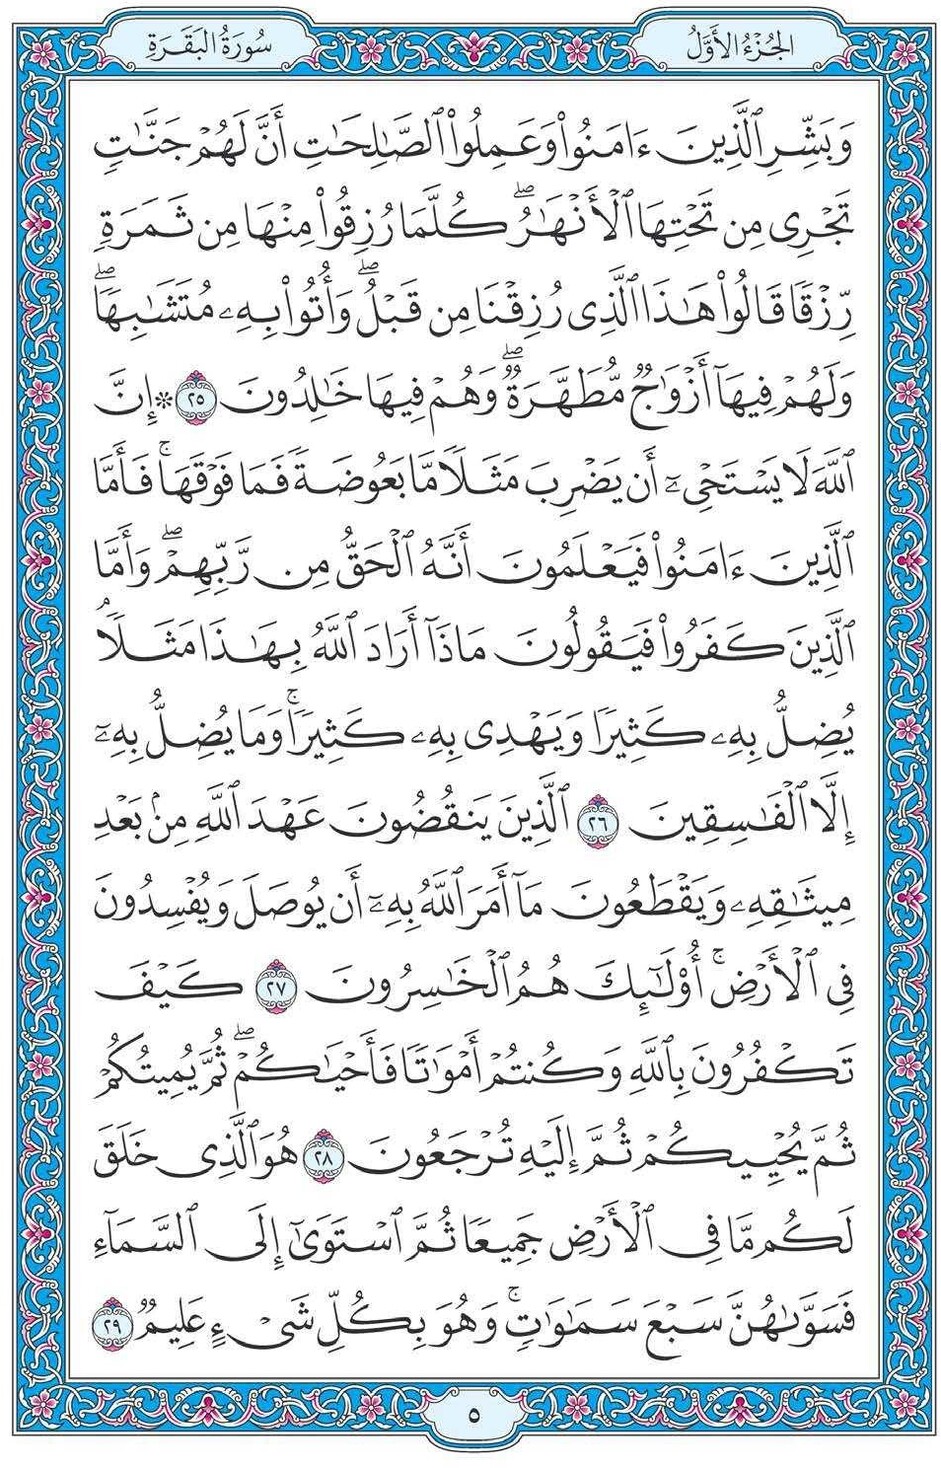 الجُزْءُ الأَوَّلُ
سُورَةُ البَقَرَةِ
وَبَشِّرِ ٱلَّذِينَ ءَامَنُوا۟ وَعَمِلُوا۟ ٱلصَّٰلِحَٰتِ أَنَّ لَهُمْ جَنَّٰتٍ
تَجْرِى مِن تَحْتِهَا ٱلْأَنْهَٰرُ ۖ كُلَّمَا رُزِقُوا۟ مِنْهَا مِن ثَمَرَةٍ
رِّزْقًا قَالُوا۟ هَٰذَا ٱلَّذِى رُزِقْنَا مِن قَبْلُ ۖ وَأُتُوا۟ بِهِۦ مُتَشَٰبِهًا ۖ
وَلَهُمْ فِيهَآ أَزْوَٰجٌ مُّطَهَّرَةٌ ۖ وَهُمْ فِيهَا خَٰلِدُونَ ٢٥ * إِنَّ
ٱللَّهَ لَا يَسْتَحْىِۦٓ أَن يَضْرِبَ مَثَلًا مَّا بَعُوضَةً فَمَا فَوْقَهَا ۚ فَأَمَّا
ٱلَّذِينَ ءَامَنُوا۟ فَيَعْلَمُونَ أَنَّهُ ٱلْحَقُّ مِن رَّبِّهِمْ ۖ وَأَمَّا
ٱلَّذِينَ كَفَرُوا۟ فَيَقُولُونَ مَاذَآ أَرَادَ ٱللَّهُ بِهَٰذَا مَثَلًا ۘ
يُضِلُّ بِهِۦ كَثِيرًا وَيَهْدِى بِهِۦ كَثِيرًا ۚ وَمَا يُضِلُّ بِهِۦٓ
إِلَّا ٱلْفَٰسِقِينَ ٢٦ ٱلَّذِينَ يَنقُضُونَ عَهْدَ ٱللَّهِ مِنۢ بَعْدِ
مِيثَٰقِهِۦ وَيَقْطَعُونَ مَآ أَمَرَ ٱللَّهُ بِهِۦٓ أَن يُوصَلَ وَيُفْسِدُونَ
فِى ٱلْأَرْضِ ۚ أُو۟لَٰٓئِكَ هُمُ ٱلْخَٰسِرُونَ ٢٧ كَيْفَ
تَكْفُرُونَ بِٱللَّهِ وَكُنتُمْ أَمْوَٰتًا فَأَحْيَٰكُمْ ۖ ثُمَّ يُمِيتُكُمْ
ثُمَّ يُحْيِيكُمْ ثُمَّ إِلَيْهِ تُرْجَعُونَ ٢٨ هُوَ ٱلَّذِى خَلَقَ
لَكُم مَّا فِى ٱلْأَرْضِ جَمِيعًا ثُمَّ ٱسْتَوَىٰٓ إِلَى ٱلسَّمَآءِ
فَسَوَّىٰهُنَّ سَبْعَ سَمَٰوَٰتٍ ۚ وَهُوَ بِكُلِّ شَىْءٍ عَلِيمٌ ٢٩
٥